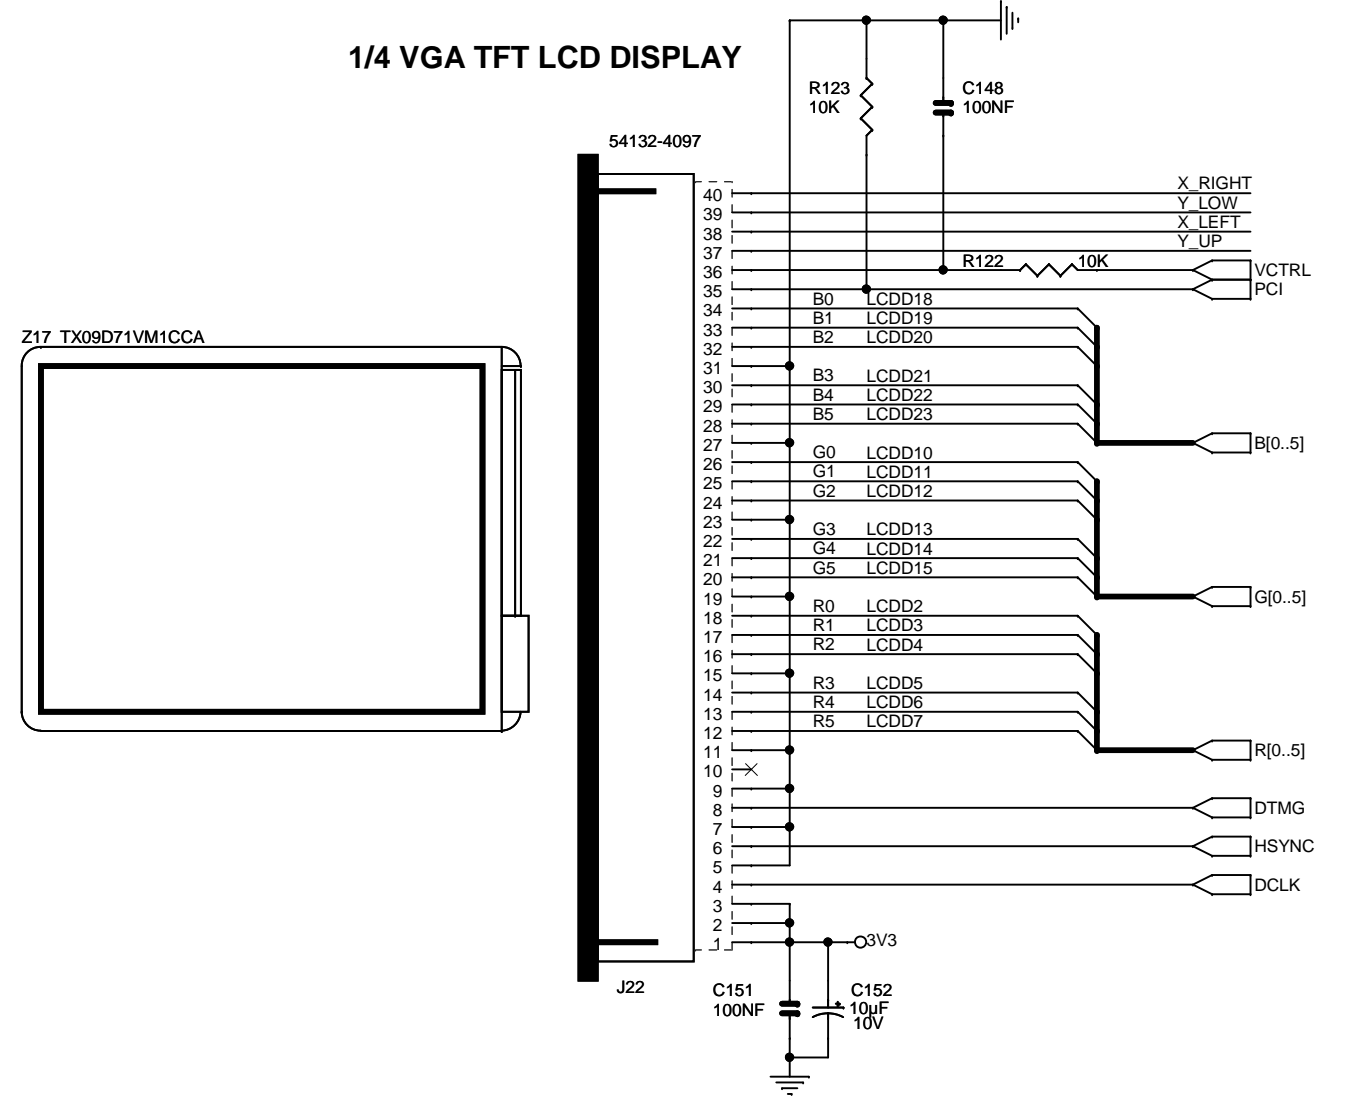 1/4 VGA TFT LCD DISPLAY
R123
10K
C148
100NF
54132-4097
40 X_RIGHT
39 Y_LOW
38 X_LEFT
37 Y_UP
36 R122 10K VCTRL
35 PCI
34 B0 LCDD18
33 B1 LCDD19
32 B2 LCDD20
Z17 TX09D71VM1CCA
31
30 B3 LCDD21
29 B4 LCDD22
28 B5 LCDD23
27 B[0..5]
26 G0 LCDD10
25 G1 LCDD11
24 G2 LCDD12
23
22 G3 LCDD13
21 G4 LCDD14
20 G5 LCDD15
19 G[0..5]
18 R0 LCDD2
17 R1 LCDD3
16 R2 LCDD4
15
14 R3 LCDD5
13 R4 LCDD6
12 R5 LCDD7
11 R[0..5]
10
9
8 DTMG
7
6 HSYNC
5
4 DCLK
3
2
1 3V3
J22
C151
100NF
C152
+
10µF
10V